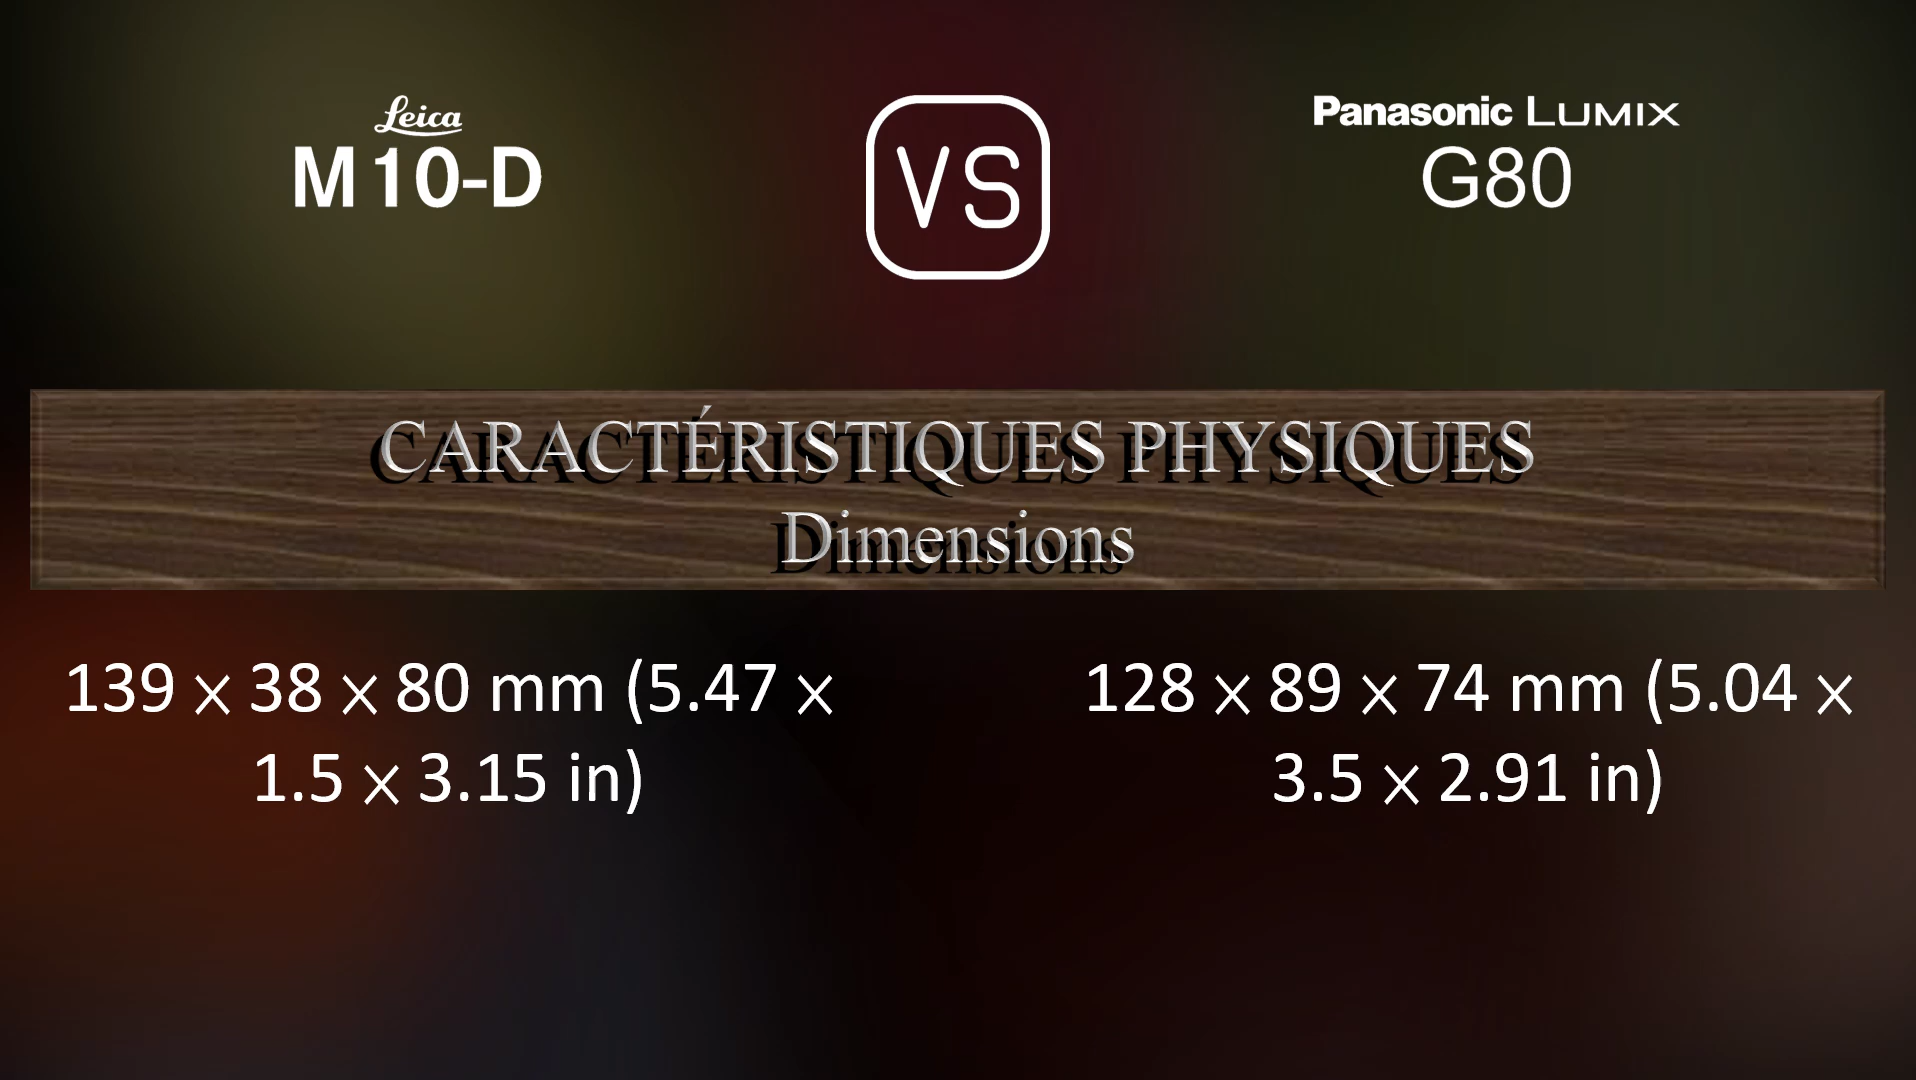 Leica
M10-D
VS
Panasonic LUMIX
G80
CARACTÉRISTIQUES PHYSIQUES
Dimensions
139 x 38 x 80 mm (5.47 x
1.5 x 3.15 in)
128 x 89 x 74 mm (5.04 x
3.5 x 2.91 in)